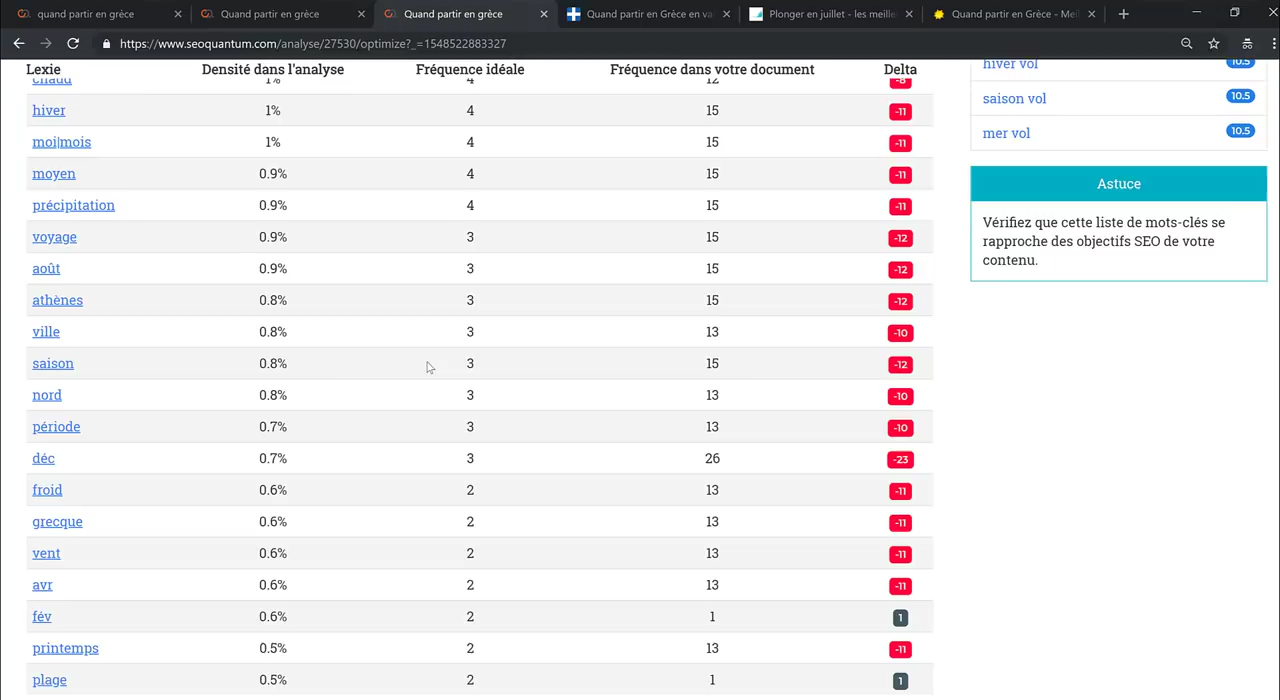 quand partir en grèce
Quand partir en grèce
Quand partir en grèce
Quand partir en Grèce en va
Plonger en juillet - les meille
Quand partir en Grèce - Mei
https://www.seoquantum.com/analyse/27530/optimize?_=1548522883327
Lexie Densité dans l'analyse Fréquence idéale Fréquence dans votre document Delta
chaud 1% 4 12 -8
hiver 1% 4 15 -11
moi|mois 1% 4 15 -11
moyen 0.9% 4 15 -11
précipitation 0.9% 4 15 -11
voyage 0.9% 3 15 -12
août 0.9% 3 15 -12
athènes 0.8% 3 15 -12
ville 0.8% 3 13 -10
saison 0.8% 3 15 -12
nord 0.8% 3 13 -10
période 0.7% 3 13 -10
déc 0.7% 3 26 -23
froid 0.6% 2 13 -11
grecque 0.6% 2 13 -11
vent 0.6% 2 13 -11
avr 0.6% 2 13 -11
fév 0.6% 2 1 1
printemps 0.5% 2 13 -11
plage 0.5% 2 1 1
hiver vol 10.5
saison vol 10.5
mer vol 10.5
Astuce
Vérifiez que cette liste de mots-clés se
rapproche des objectifs SEO de votre
contenu.